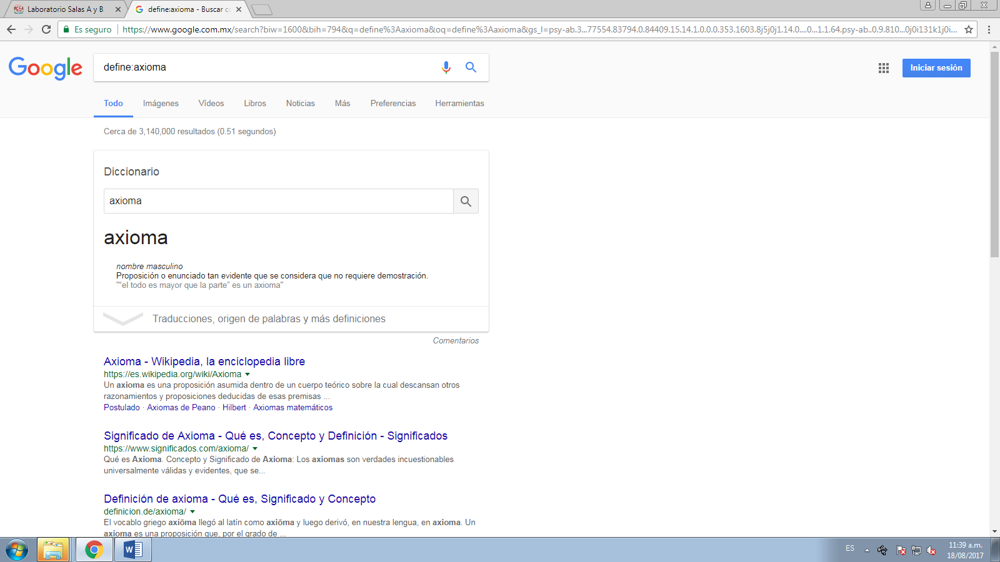 Laboratorio Salas A y B
define:axioma - Buscar c
Es seguro
https://www.google.com.mx/search?biw=1600&bih=794&q=define%3Aaxioma&oq=define%3Aaxioma&gs_l=psy-ab.3...77554.83794.0.84409.15.14.1.0.0.0.353.1603.8j5j0j1.14.0....0...1.1.64.psy-ab..0.9.810...0j0i131k1j0i...
Google
define:axioma
Iniciar sesión
Todo Imágenes Vídeos Libros Noticias Más Preferencias Herramientas
Cerca de 3,140,000 resultados (0.51 segundos)
Diccionario
axioma
axioma
nombre masculino
Proposición o enunciado tan evidente que se considera que no requiere demostración.
"“el todo es mayor que la parte” es un axioma"
Traducciones, origen de palabras y más definiciones
Comentarios
Axioma - Wikipedia, la enciclopedia libre
https://es.wikipedia.org/wiki/Axioma
Un axioma es una proposición asumida dentro de un cuerpo teórico sobre la cual descansan otros
razonamientos y proposiciones deducidas de esas premisas ...
Postulado · Axiomas de Peano · Hilbert · Axiomas matemáticos
Significado de Axioma - Qué es, Concepto y Definición - Significados
https://www.significados.com/axioma/
Qué es Axioma. Concepto y Significado de Axioma: Los axiomas son verdades incuestionables
universalmente válidas y evidentes, que se...
Definición de axioma - Qué es, Significado y Concepto
definicion.de/axioma/
El vocablo griego axíōma llegó al latín como axiōma y luego derivó, en nuestra lengua, en axioma. Un
axioma es una proposición que, por el grado de ...
ES
11:39 a.m.
18/08/2017